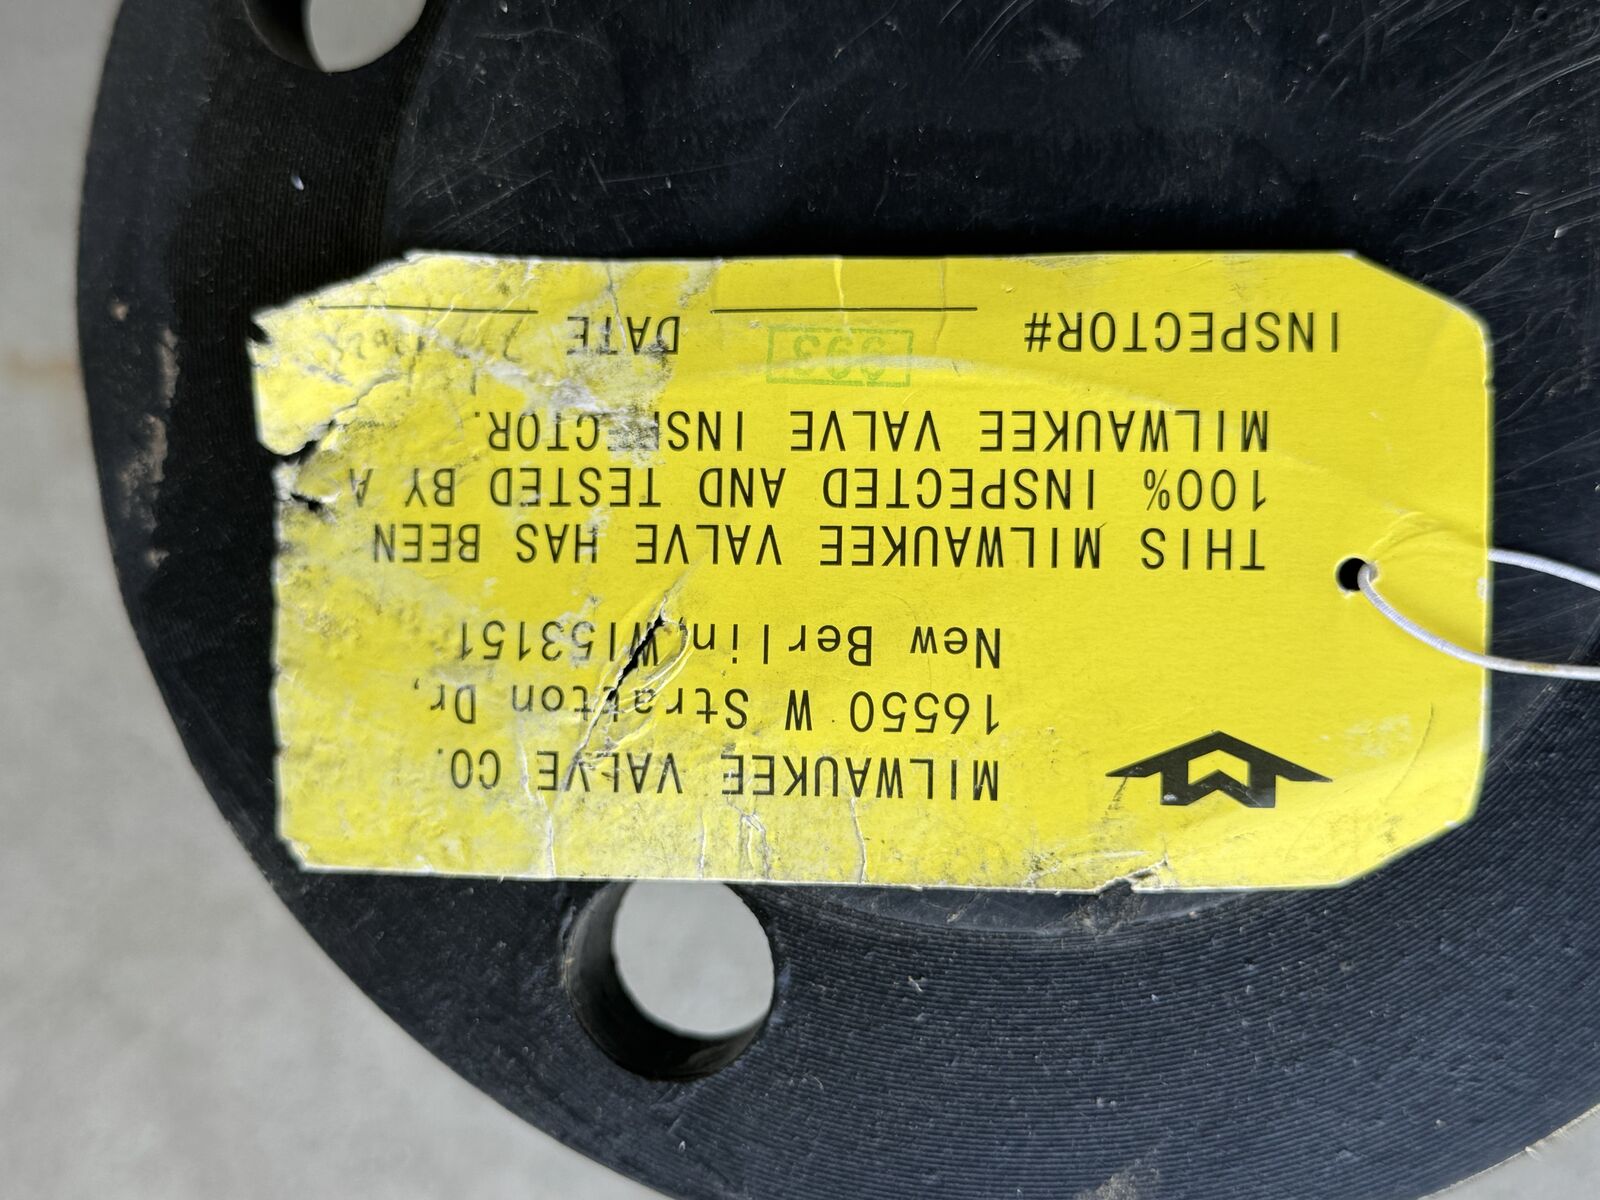 MILWAUKEE VALVE CO.
16550 W Stratton Dr,
New Berlin,WI53151
THIS MILWAUKEE VALVE HAS BEEN
100% INSPECTED AND TESTED BY A
MILWAUKEE VALVE INSPECTOR.
INSPECTOR# DATE